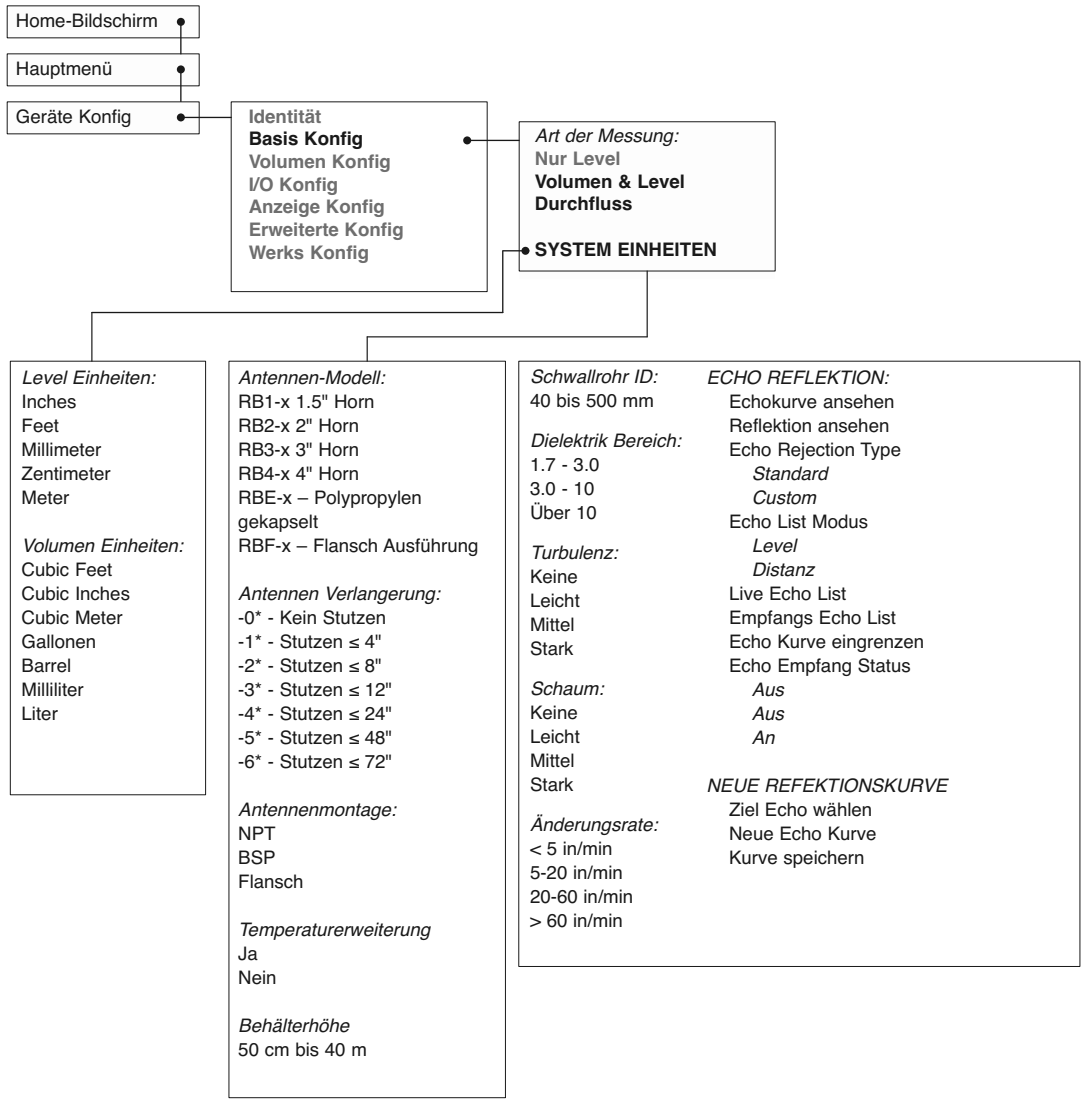 Home-Bildschirm
Hauptmenü
Geräte Konfig
Identität
Basis Konfig
Volumen Konfig
I/O Konfig
Anzeige Konfig
Erweiterte Konfig
Werks Konfig
Art der Messung:
Nur Level
Volumen & Level
Durchfluss
SYSTEM EINHEITEN
Level Einheiten:
Inches
Feet
Millimeter
Zentimeter
Meter
Volumen Einheiten:
Cubic Feet
Cubic Inches
Cubic Meter
Gallonen
Barrel
Milliliter
Liter
Antennen-Modell:
RB1-x 1.5" Horn
RB2-x 2" Horn
RB3-x 3" Horn
RB4-x 4" Horn
RBE-x – Polypropylen
gekapselt
RBF-x – Flansch Ausführung
Antennen Verlangerung:
-0* - Kein Stutzen
-1* - Stutzen ≤ 4"
-2* - Stutzen ≤ 8"
-3* - Stutzen ≤ 12"
-4* - Stutzen ≤ 24"
-5* - Stutzen ≤ 48"
-6* - Stutzen ≤ 72"
Antennenmontage:
NPT
BSP
Flansch
Temperaturerweiterung
Ja
Nein
Behälterhöhe
50 cm bis 40 m
Schwallrohr ID:
40 bis 500 mm
Dielektrik Bereich:
1.7 - 3.0
3.0 - 10
Über 10
Turbulenz:
Keine
Leicht
Mittel
Stark
Schaum:
Keine
Leicht
Mittel
Stark
Änderungsrate:
< 5 in/min
5-20 in/min
20-60 in/min
> 60 in/min
ECHO REFLEKTION:
Echokurve ansehen
Reflektion ansehen
Echo Rejection Type
Standard
Custom
Echo List Modus
Level
Distanz
Live Echo List
Empfangs Echo List
Echo Kurve eingrenzen
Echo Empfang Status
Aus
Aus
An
NEUE REFEKTIONSKURVE
Ziel Echo wählen
Neue Echo Kurve
Kurve speichern